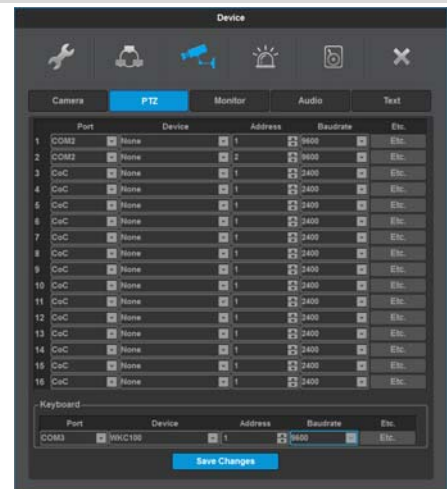 Device
Camera PTZ Monitor Audio Text
Port Device Address Baudrate Etc.
1 COM2 None 1 9600 Etc.
2 COM2 None 2 9600 Etc.
3 CoC None 1 2400 Etc.
4 CoC None 1 2400 Etc.
5 CoC None 1 2400 Etc.
6 CoC None 1 2400 Etc.
7 CoC None 1 2400 Etc.
8 CoC None 1 2400 Etc.
9 CoC None 1 2400 Etc.
10 CoC None 1 2400 Etc.
11 CoC None 1 2400 Etc.
12 CoC None 1 2400 Etc.
13 CoC None 1 2400 Etc.
14 CoC None 1 2400 Etc.
15 CoC None 1 2400 Etc.
16 CoC None 1 2400 Etc.
Keyboard
Port Device Address Baudrate Etc.
COM3 WKC100 1 9600 Etc.
Save Changes